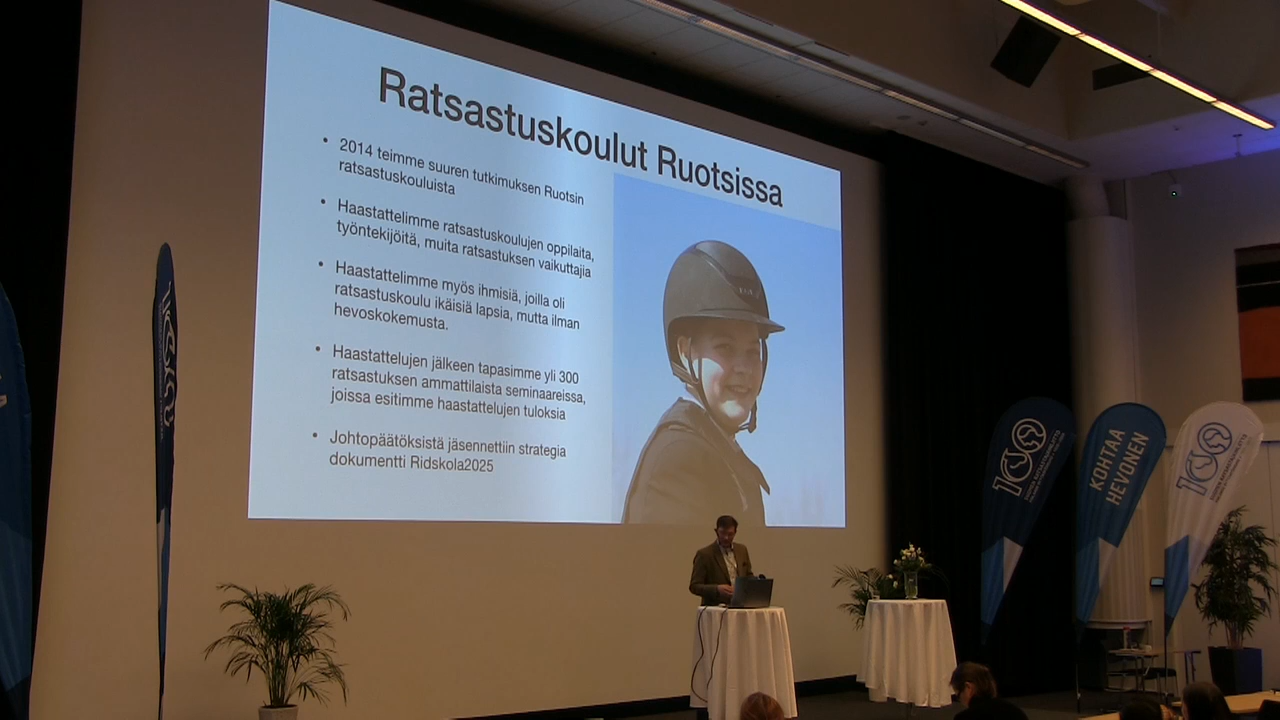 Ratsastuskoulut Ruotsissa
• 2014 teimme suuren tutkimuksen Ruotsin
ratsastuskouluista
• Haastattelimme ratsastuskoulujen oppilaita,
työntekijöitä, muita ratsastuksen vaikuttajia
• Haastattelimme myös ihmisiä, joilla oli
ratsastuskoulu ikäisiä lapsia, mutta ilman
hevoskokemusta.
• Haastattelujen jälkeen tapasimme yli 300
ratsastuksen ammattilaista seminaareissa,
joissa esitimme haastattelujen tuloksia
• Johtopäätöksistä jäsennettiin strategia
dokumentti Ridskola2025
100
KOHTAA
HEVONEN
100